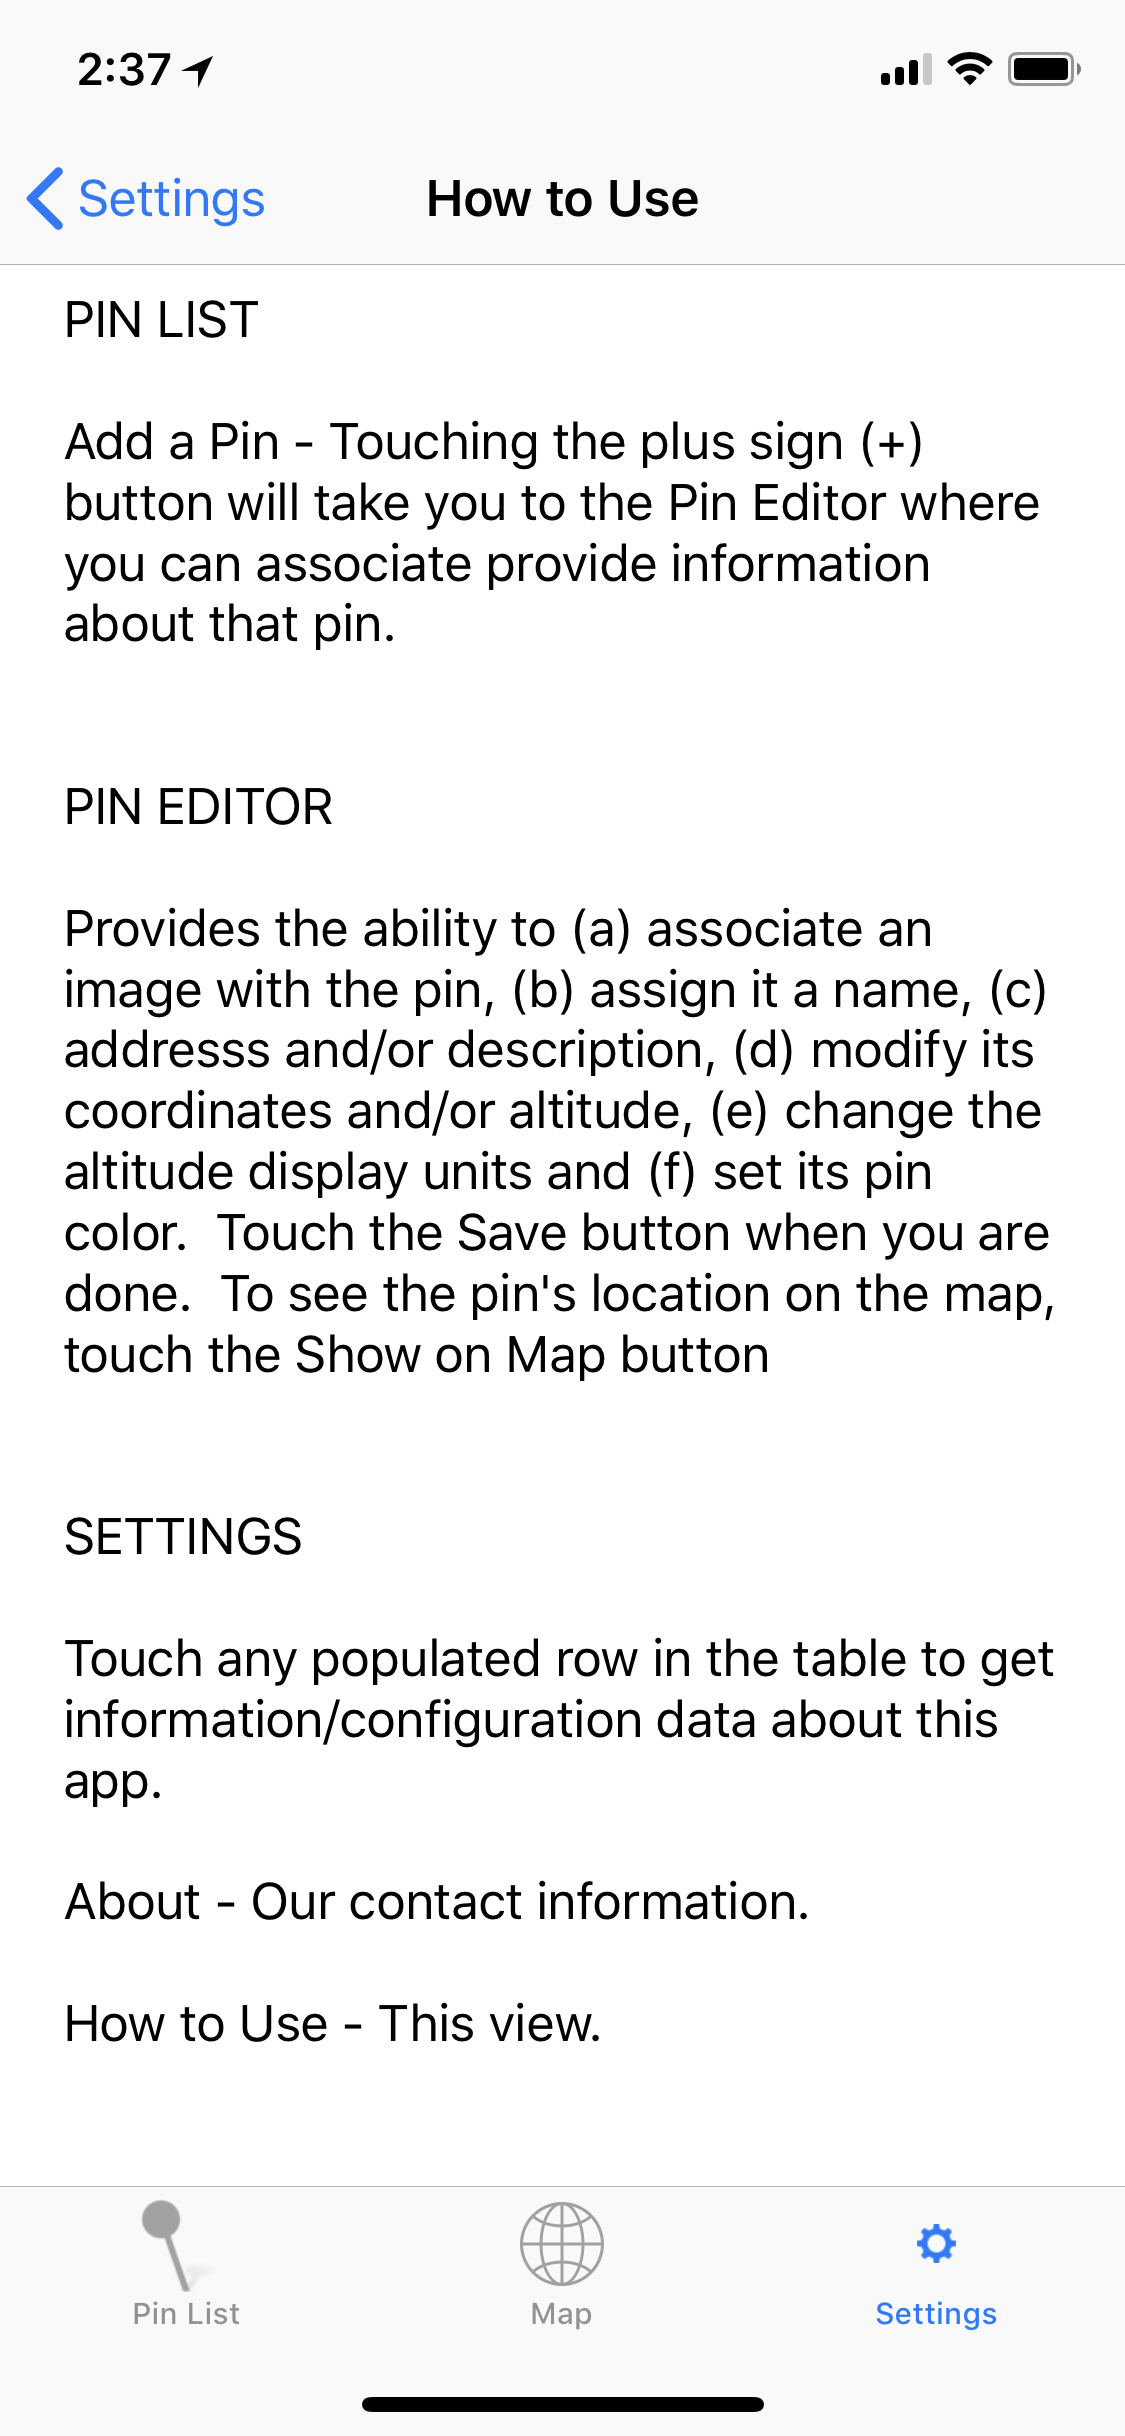 2:37
Settings
How to Use
PIN LIST
Add a Pin - Touching the plus sign (+)
button will take you to the Pin Editor where
you can associate provide information
about that pin.
PIN EDITOR
Provides the ability to (a) associate an
image with the pin, (b) assign it a name, (c)
addresss and/or description, (d) modify its
coordinates and/or altitude, (e) change the
altitude display units and (f) set its pin
color.  Touch the Save button when you are
done.  To see the pin's location on the map,
touch the Show on Map button
SETTINGS
Touch any populated row in the table to get
information/configuration data about this
app.
About - Our contact information.
How to Use - This view.
Pin List
Map
Settings